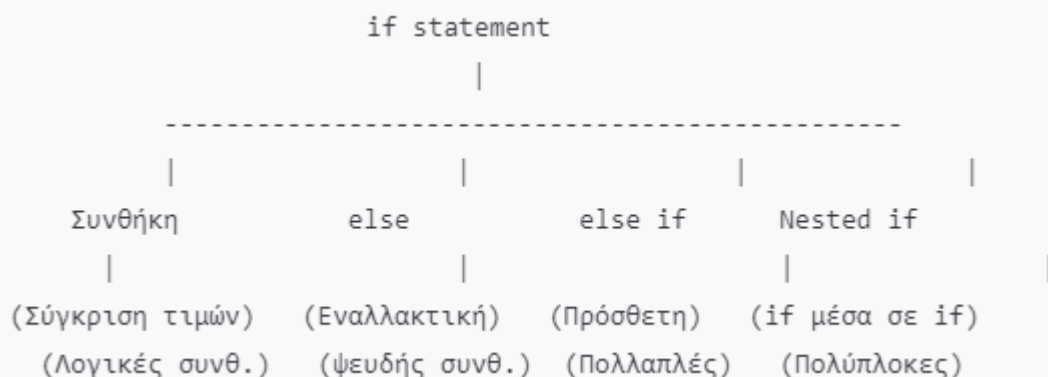 if statement
|
------------------------------------------------
| | | |
Συνθήκη else else if Nested if
| | | |
(Σύγκριση τιμών) (Εναλλακτική) (Πρόσθετη) (if μέσα σε if)
(Λογικές συνθ.) (ψευδής συνθ.) (Πολλαπλές) (Πολύπλοκες)